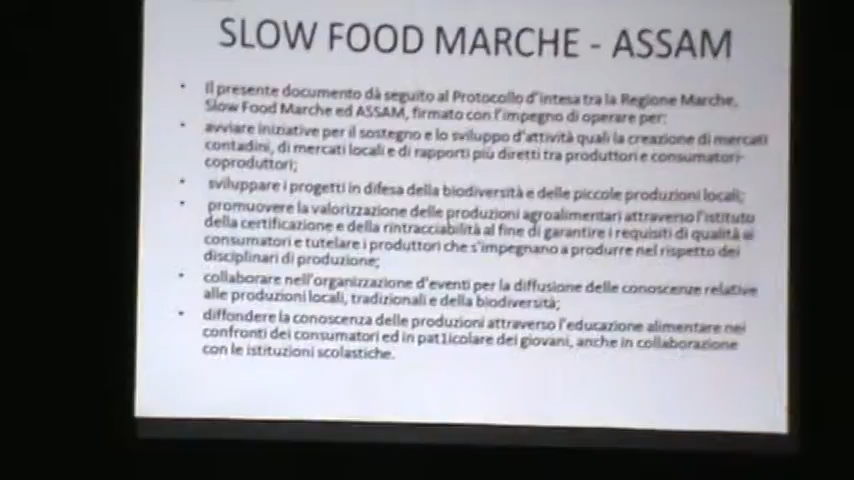 SLOW FOOD MARCHE - ASSAM
• Il presente documento dà seguito al Protocollo d'intesa tra la Regione Marche,
Slow Food Marche ed ASSAM, firmato con l'impegno di operare per:
• avviare iniziative per il sostegno e lo sviluppo d'attività quali la creazione di mercati
contadini, di mercati locali e di rapporti più diretti tra produttori e consumatori-
coproduttori;
• sviluppare i progetti in difesa della biodiversità e delle piccole produzioni locali;
• promuovere la valorizzazione delle produzioni agroalimentari attraverso l'istituto
della certificazione e della rintracciabilità al fine di garantire i requisiti di qualità ai
consumatori e tutelare i produttori che s'impegnano a produrre nel rispetto dei
disciplinari di produzione;
• collaborare nell'organizzazione d'eventi per la diffusione delle conoscenze relative
alle produzioni locali, tradizionali e della biodiversità;
• diffondere la conoscenza delle produzioni attraverso l'educazione alimentare nei
confronti dei consumatori ed in pat1icolare dei giovani, anche in collaborazione
con le istituzioni scolastiche.